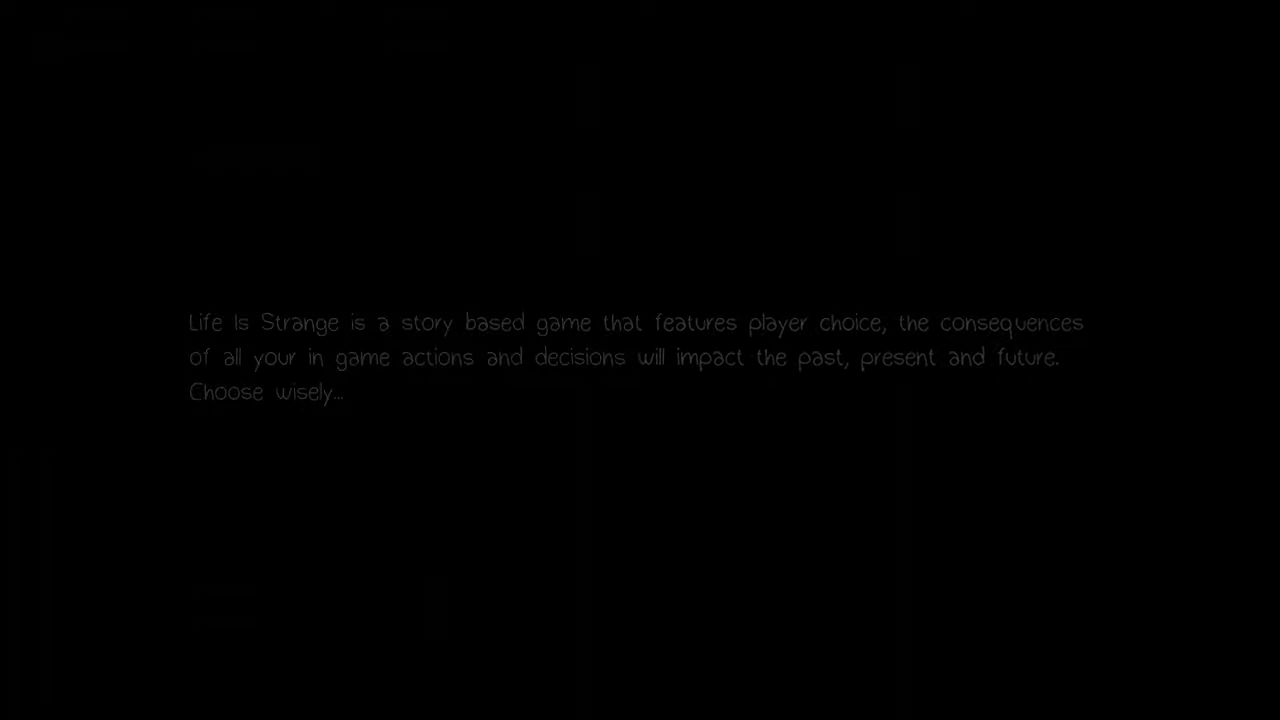 Life Is Strange is a story based game that features player choice, the consequences
of all your in game actions and decisions will impact the past, present and future.
Choose wisely...